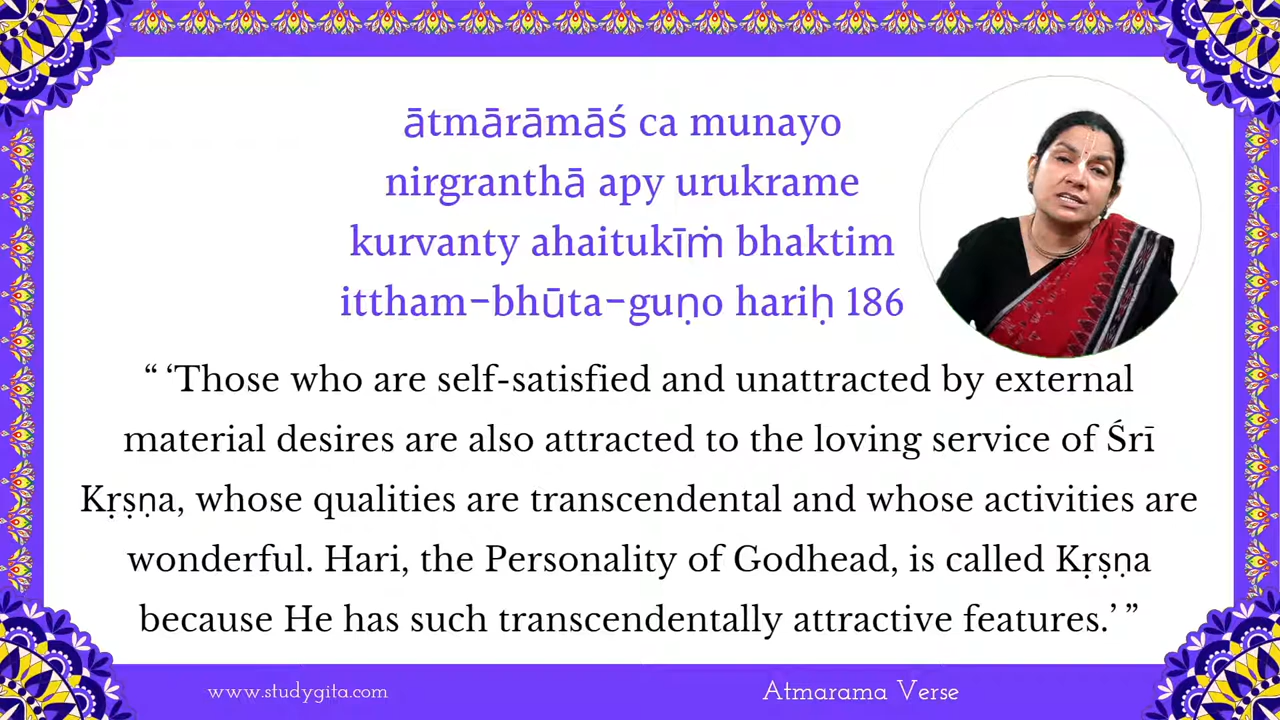 ātmārāmāś ca munayo
nirgranthā apy urukrame
kurvanty ahaitukīṁ bhaktim
ittham-bhūta-guṇo hariḥ 186
“ ‘Those who are self-satisfied and unattracted by external
material desires are also attracted to the loving service of Śrī
Kṛṣṇa, whose qualities are transcendental and whose activities are
wonderful. Hari, the Personality of Godhead, is called Kṛṣṇa
because He has such transcendentally attractive features.’ ”
www.studygita.com
Atmarama Verse